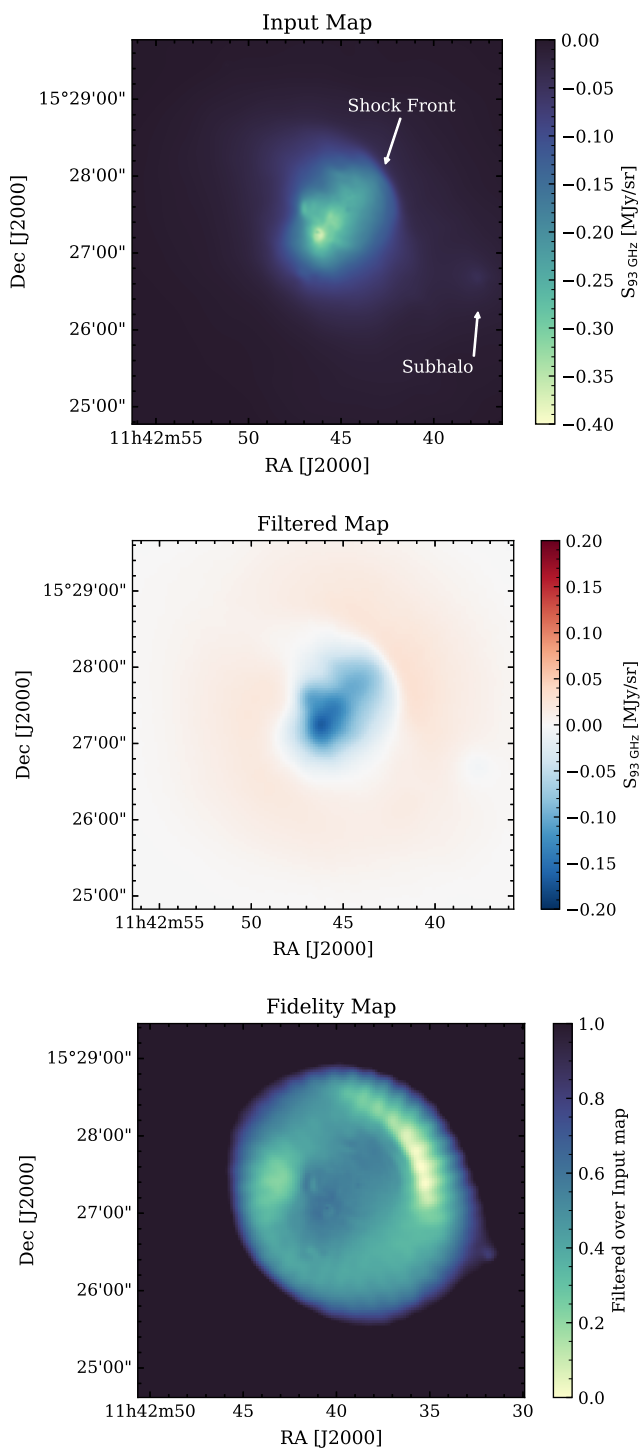 Input Map
Shock Front
Subhalo
15°29'00"
28'00"
27'00"
26'00"
25'00"
Dec [J2000]
11h42m55 50 45 40
RA [J2000]
0.00
−0.05
−0.10
−0.15
−0.20
−0.25
−0.30
−0.35
−0.40
S93 GHz [MJy/sr]
Filtered Map
15°29'00"
28'00"
27'00"
26'00"
25'00"
Dec [J2000]
11h42m55 50 45 40
RA [J2000]
0.20
0.15
0.10
0.05
0.00
−0.05
−0.10
−0.15
−0.20
S93 GHz [MJy/sr]
Fidelity Map
15°29'00"
28'00"
27'00"
26'00"
25'00"
Dec [J2000]
11h42m50 45 40 35 30
RA [J2000]
1.0
0.8
0.6
0.4
0.2
0.0
Filtered over Input map